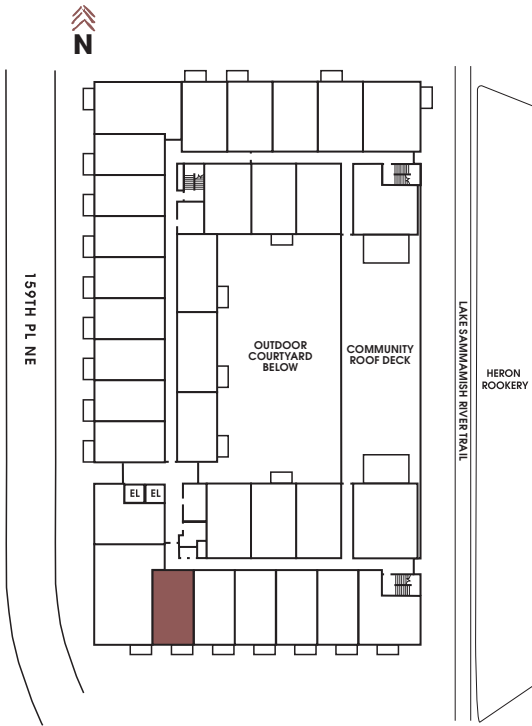 N
159TH PL NE
OUTDOOR
COURTYARD
BELOW
COMMUNITY
ROOF DECK
LAKE SAMMAMISH RIVER TRAIL
HERON
ROOKERY
EL EL